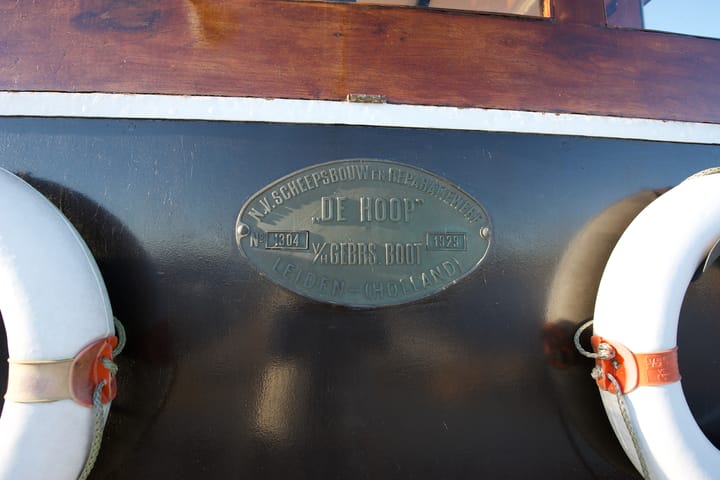 N.V. SCHEEPSBOUW EN REPARATIEWERF
„DE HOOP”
No 1304 V/H GEBRS. BOOT 1929
LEIDEN-(HOLLAND)